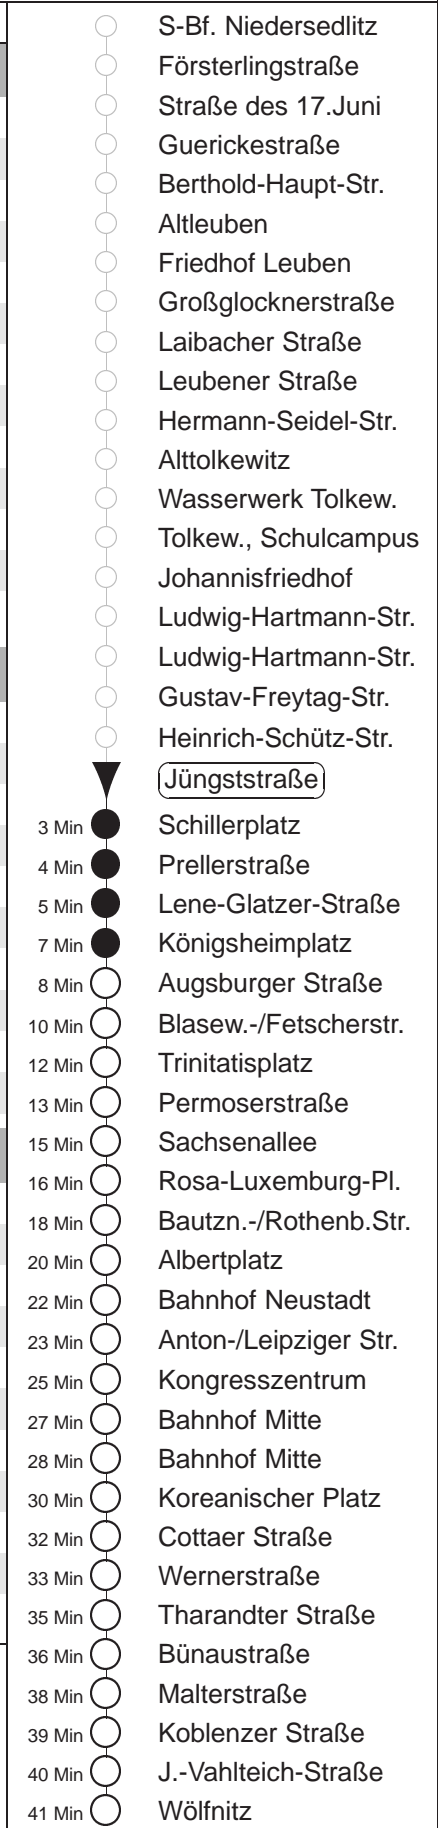 S-Bf. Niedersedlitz
Försterlingstraße
Straße des 17.Juni
Guerickestraße
Berthold-Haupt-Str.
Altleuben
Friedhof Leuben
Großglocknerstraße
Laibacher Straße
Leubener Straße
Hermann-Seidel-Str.
Alttolkewitz
Wasserwerk Tolkew.
Tolkew., Schulcampus
Johannisfriedhof
Ludwig-Hartmann-Str.
Ludwig-Hartmann-Str.
Gustav-Freytag-Str.
Heinrich-Schütz-Str.
Jüngststraße
3 Min Schillerplatz
4 Min Prellerstraße
5 Min Lene-Glatzer-Straße
7 Min Königsheimplatz
8 Min Augsburger Straße
10 Min Blasew.-/Fetscherstr.
12 Min Trinitatisplatz
13 Min Permoserstraße
15 Min Sachsenallee
16 Min Rosa-Luxemburg-Pl.
18 Min Bautzn.-/Rothenb.Str.
20 Min Albertplatz
22 Min Bahnhof Neustadt
23 Min Anton-/Leipziger Str.
25 Min Kongresszentrum
27 Min Bahnhof Mitte
28 Min Bahnhof Mitte
30 Min Koreanischer Platz
32 Min Cottaer Straße
33 Min Wernerstraße
35 Min Tharandter Straße
36 Min Bünaustraße
38 Min Malterstraße
39 Min Koblenzer Straße
40 Min J.-Vahlteich-Straße
41 Min Wölfnitz